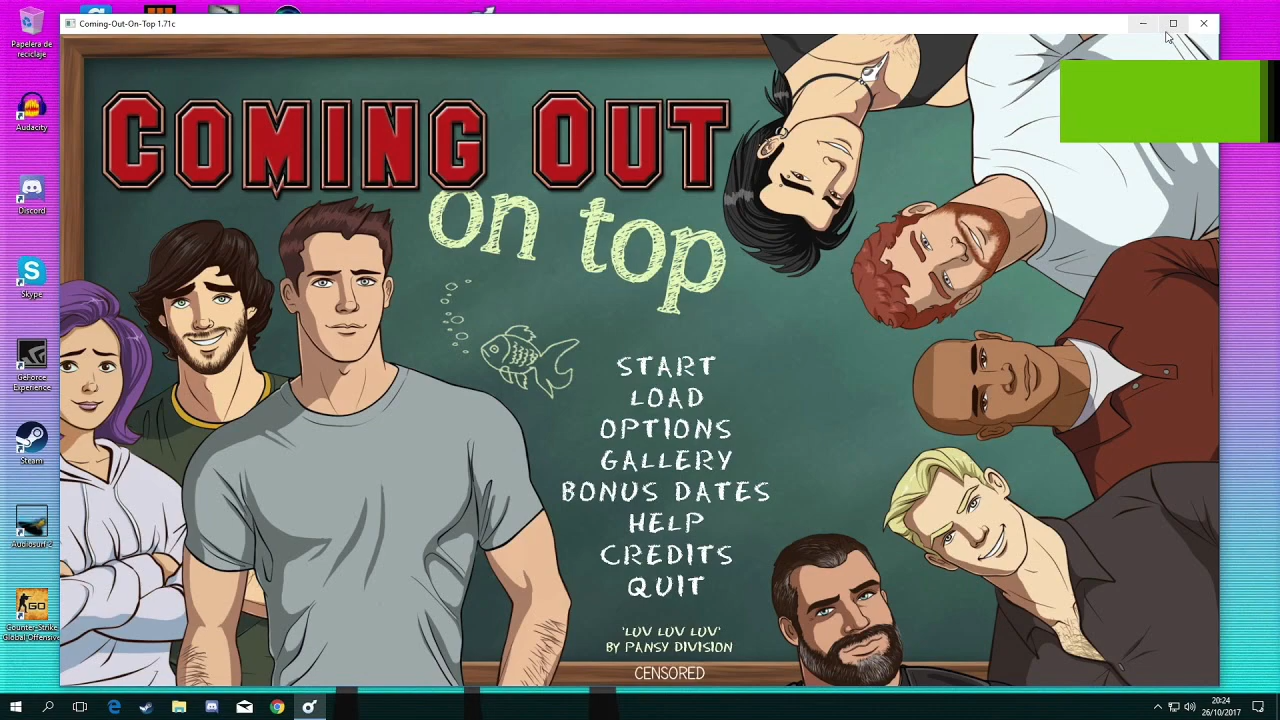 Coming-Out-On-Top 1.71c
Papelera de
reciclaje
Audacity
Discord
Skype
GeForce
Experience
Steam
Audiosurf 2
Counter-Strike
Global Offensive
COMING OUT
on top
START
LOAD
OPTIONS
GALLERY
BONUS DATES
HELP
CREDITS
QUIT
'LUV LUV LUV'
BY PANSY DIVISION
CENSORED
20:24
26/10/2017